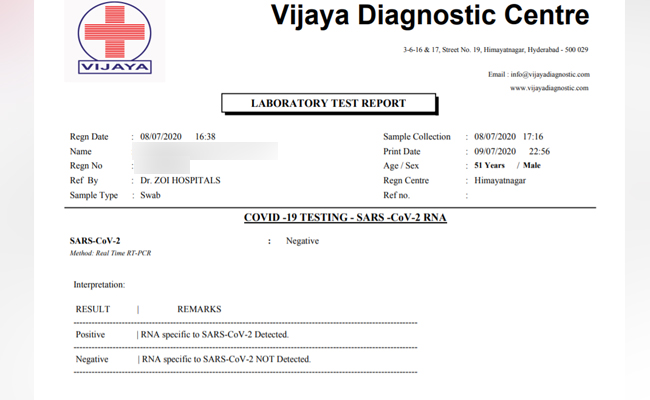 VIJAYA
Vijaya Diagnostic Centre
3-6-16 & 17, Street No. 19, Himayatnagar, Hyderabad - 500 029
Email : info@vijayadiagnostic.com
www.vijayadiagnostic.com
LABORATORY TEST REPORT
Regn Date : 08/07/2020 16:38 Sample Collection : 08/07/2020 17:16
Name : Print Date : 09/07/2020 22:56
Regn No : Age / Sex : 51 Years / Male
Ref By : Dr. ZOI HOSPITALS Regn Centre : Himayatnagar
Sample Type : Swab Ref no. :
COVID -19 TESTING - SARS -CoV-2 RNA
SARS-CoV-2 : Negative
Method: Real Time RT-PCR
Interpretation:
RESULT | REMARKS
Positive | RNA specific to SARS-CoV-2 Detected.
Negative | RNA specific to SARS-CoV-2 NOT Detected.